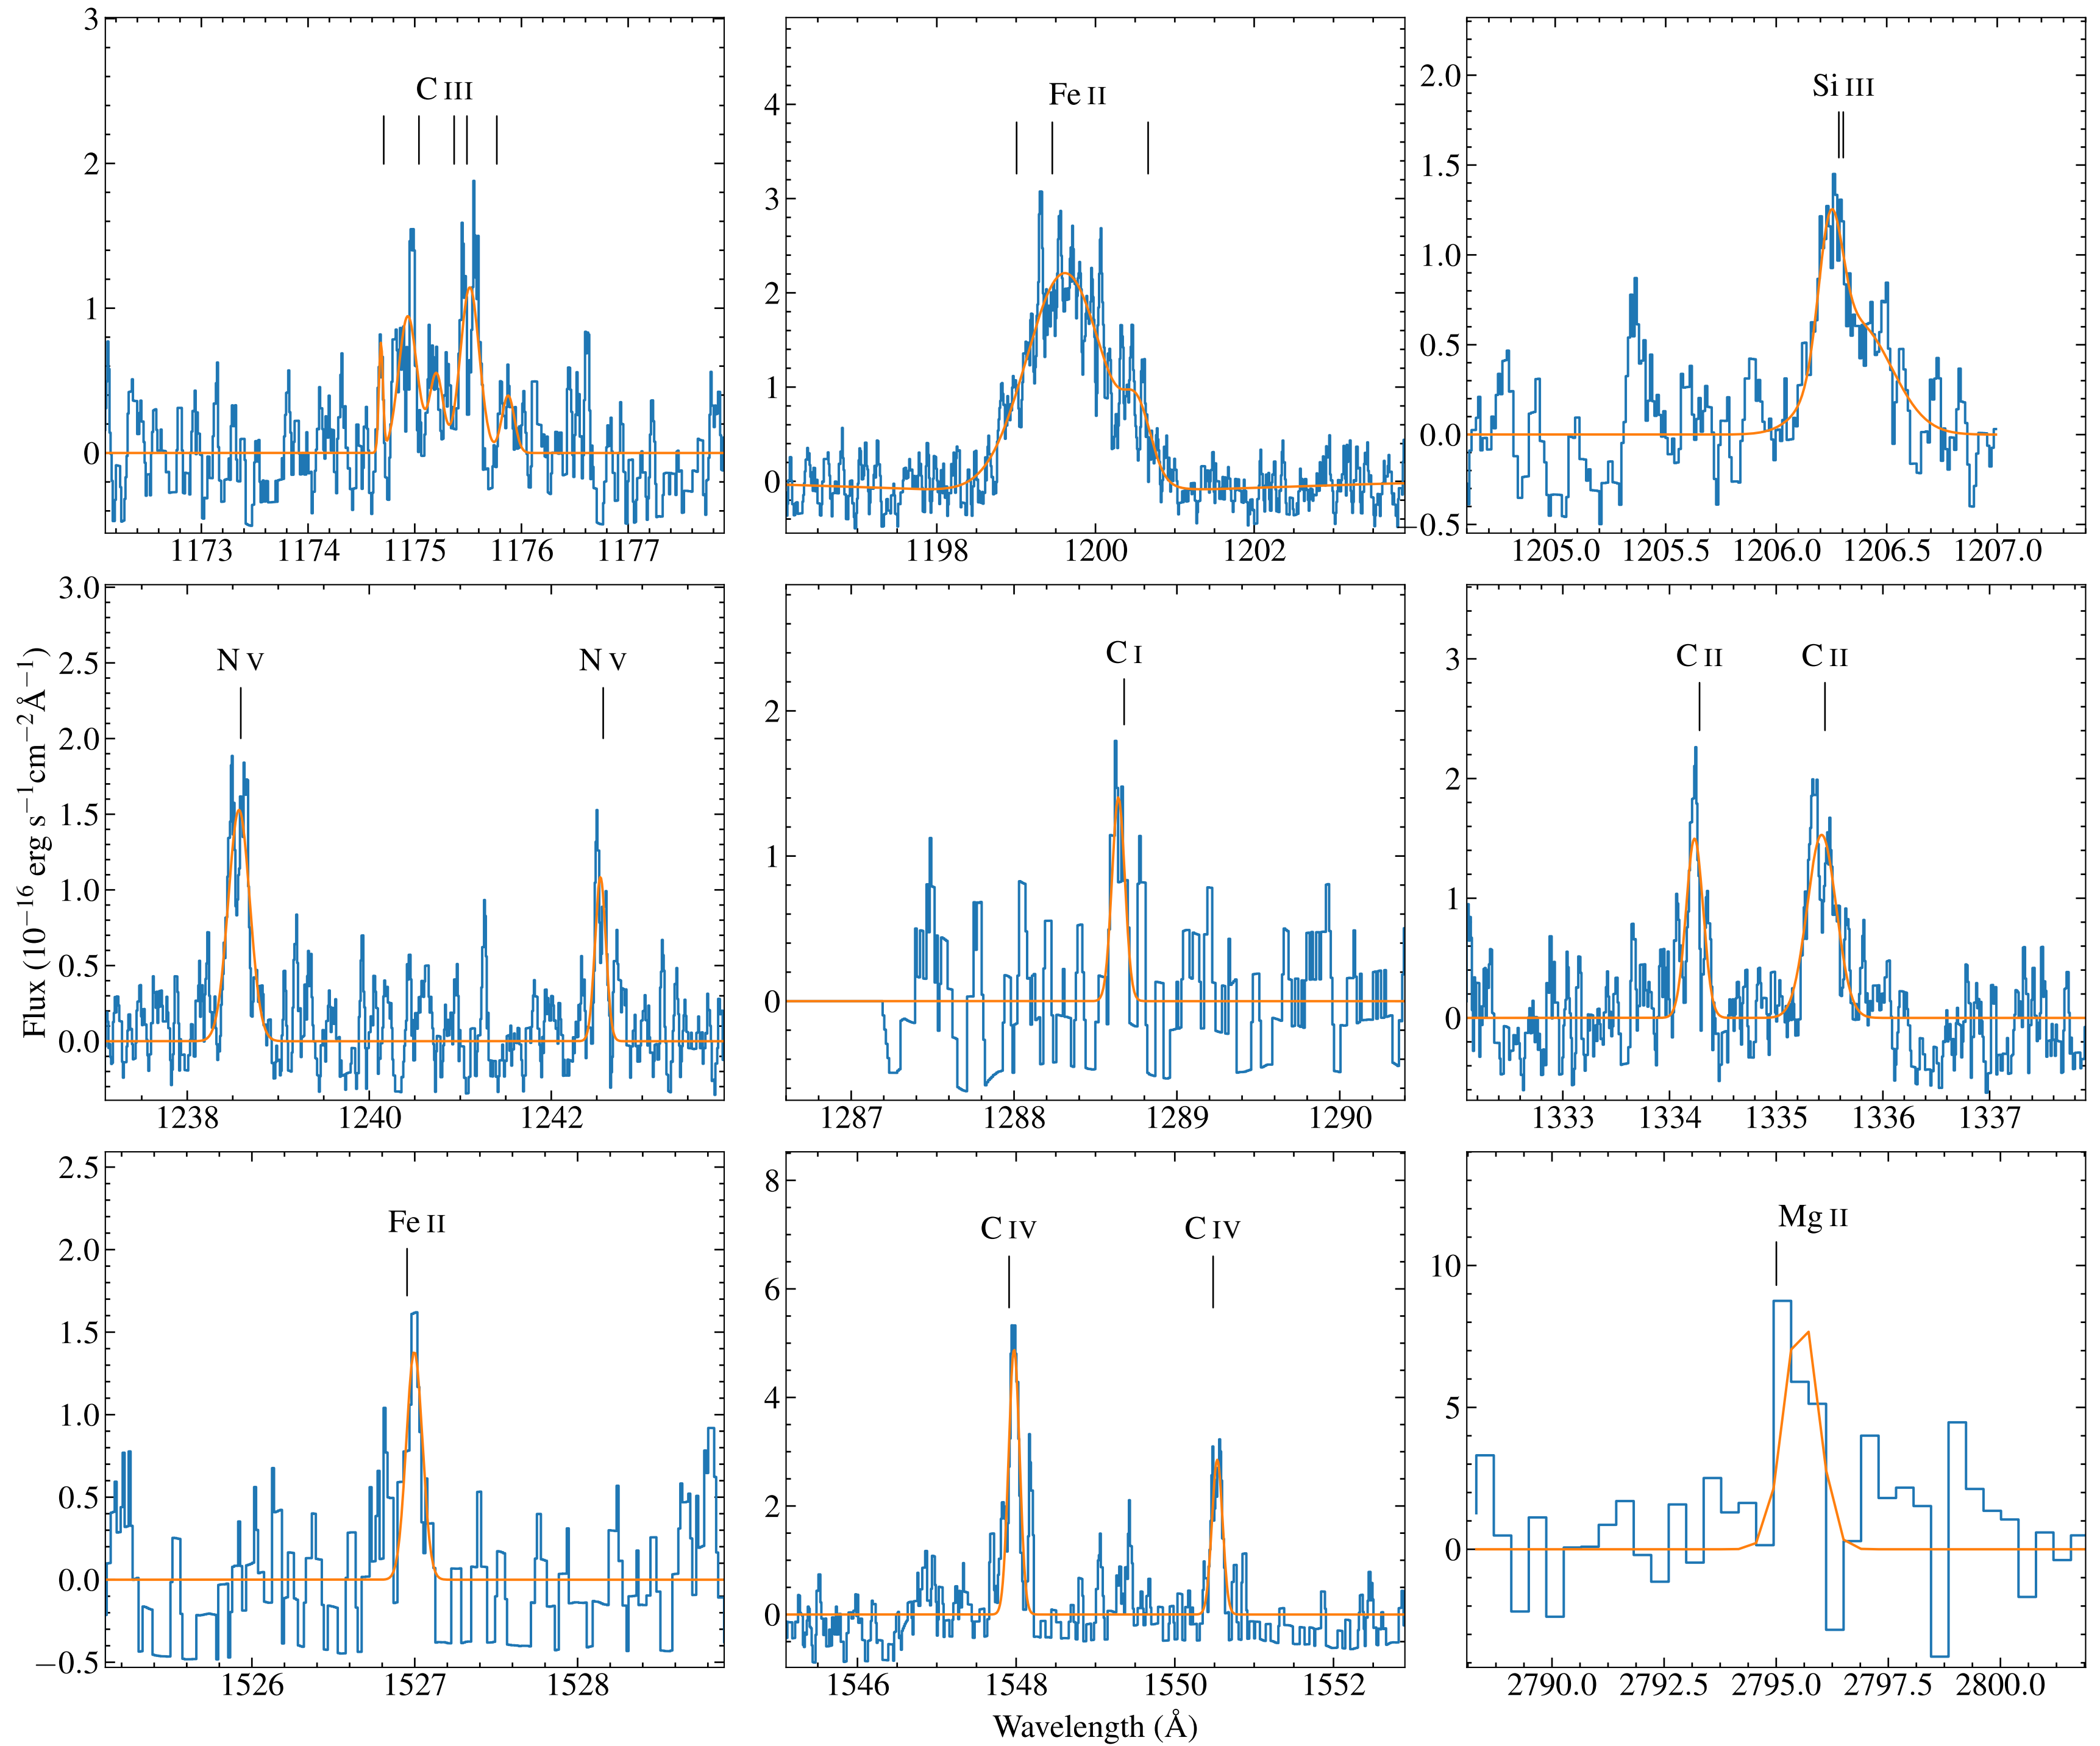 C III
Fe II
Si III
3
2
1
0
1173 1174 1175 1176 1177
4
3
2
1
0
1198 1200 1202
2.0
1.5
1.0
0.5
0.0
0.5
1205.0 1205.5 1206.0 1206.5 1207.0
Flux (10−16 erg s−1cm−2Å−1)
N V N V
C I
C II C II
3.0
2.5
2.0
1.5
1.0
0.5
0.0
1238 1240 1242
2
1
0
1287 1288 1289 1290
3
2
1
0
1333 1334 1335 1336 1337
Fe II
C IV C IV
Mg II
2.5
2.0
1.5
1.0
0.5
0.0
−0.5
1526 1527 1528
8
6
4
2
0
1546 1548 1550 1552
10
5
0
2790.0 2792.5 2795.0 2797.5 2800.0
Wavelength (Å)